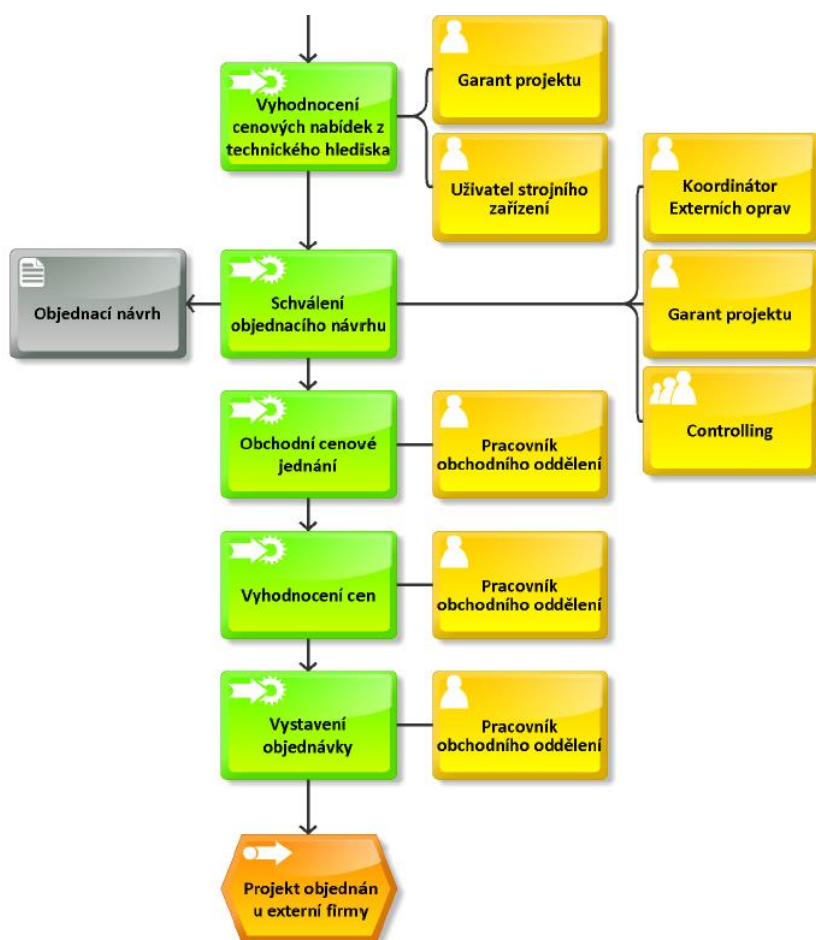 Vyhodnocení
cenových nabídek z
technického hlediska
Garant projektu
Uživatel strojního
zařízení
Koordinátor
Externích oprav
Objednací návrh
Schválení
objednacího návrhu
Garant projektu
Controlling
Obchodní cenové
jednání
Pracovník
obchodního oddělení
Vyhodnocení cen
Pracovník
obchodního oddělení
Vystavení
objednávky
Pracovník
obchodního oddělení
Projekt objednán
u externí firmy